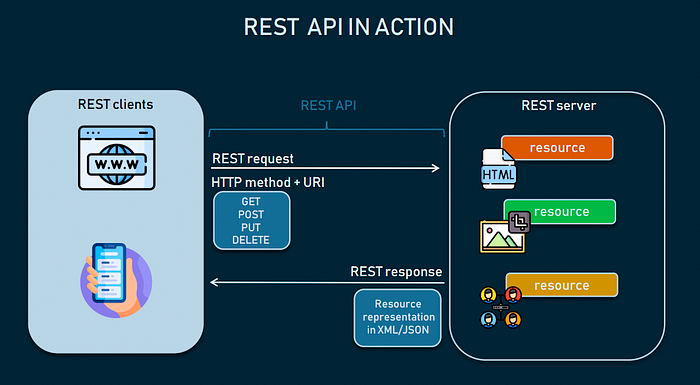 REST API IN ACTION
REST clients
W.W.W
REST API
REST request
HTTP method + URI
GET
POST
PUT
DELETE
REST response
Resource
representation
in XML/JSON
REST server
resource
HTML
resource
resource